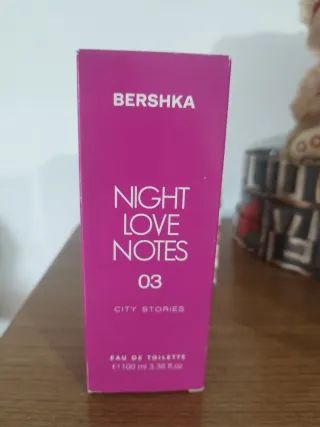 BERSHKA
NIGHT
LOVE
NOTES
03
CITY STORIES
EAU DE TOILETTE
℮ 100 ml 3.38 fl.oz